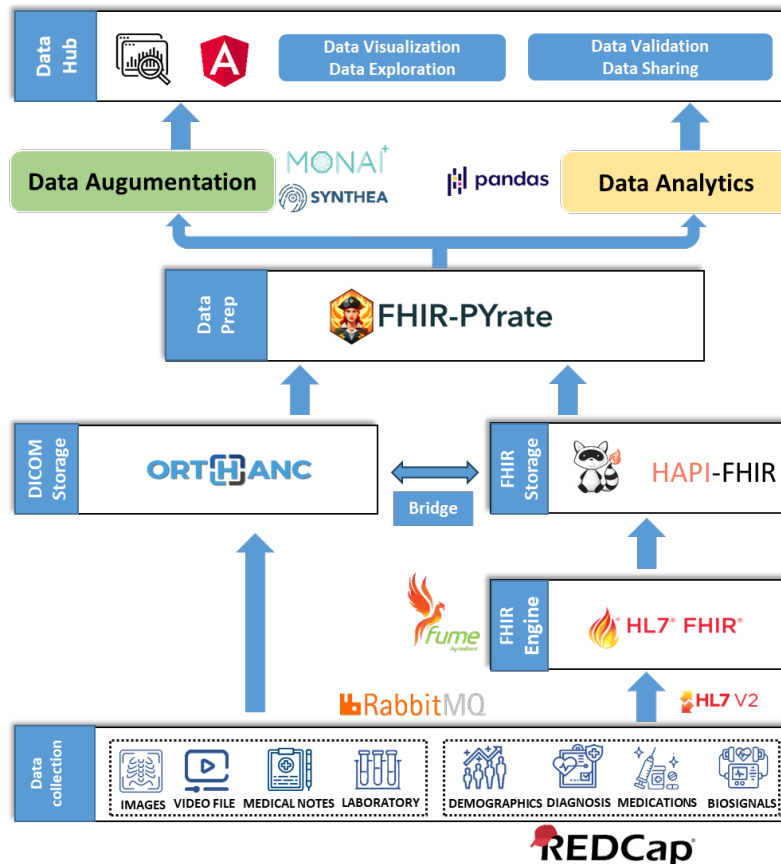 Data
Hub
Data Visualization
Data Exploration
Data Validation
Data Sharing
Data Augumentation
MONAI+
SYNTHEA
pandas
Data Analytics
Data
Prep
FHIR-PYrate
DICOM
Storage
ORTHANC
Bridge
FHIR
Storage
HAPI-FHIR
fume
by outburn
FHIR
Engine
HL7® FHIR®
RabbitMQ
HL7 V2
Data
collection
IMAGES
VIDEO FILE
MEDICAL NOTES
LABORATORY
DEMOGRAPHICS
DIAGNOSIS
MEDICATIONS
BIOSIGNALS
REDCap®